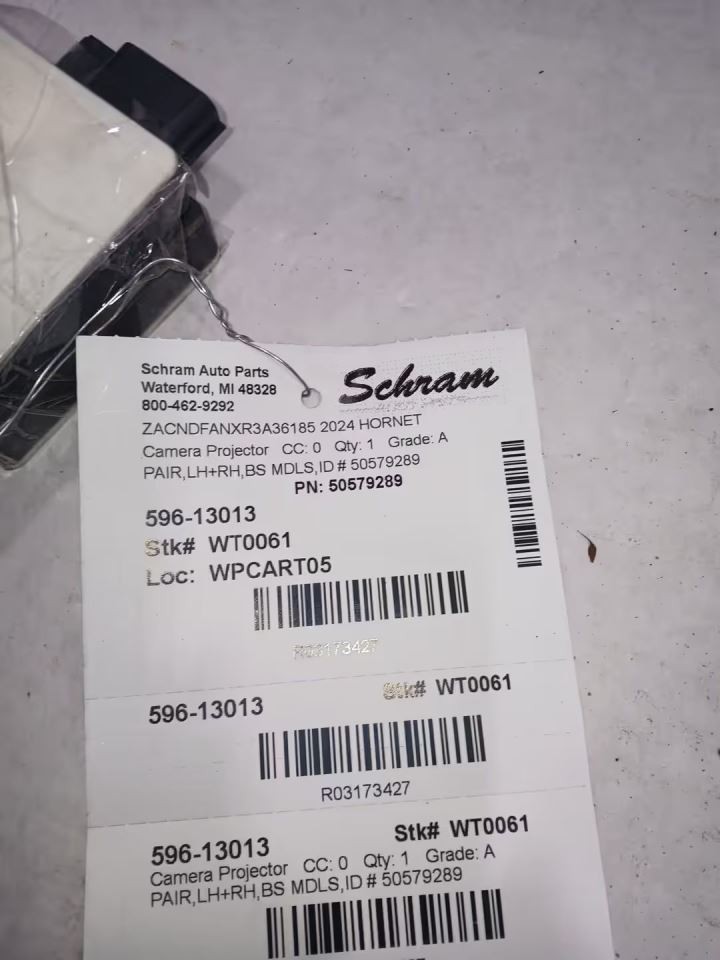 Schram Auto Parts
Waterford, MI 48328
800-462-9292
Schram
ZACNDFANXR3A36185 2024 HORNET
Camera Projector CC: 0 Qty: 1 Grade: A
PAIR,LH+RH,BS MDLS,ID # 50579289
PN: 50579289
596-13013
Stk# WT0061
Loc: WPCART05
R03173427
596-13013 Stk# WT0061
R03173427
596-13013 Stk# WT0061
Camera Projector CC: 0 Qty: 1 Grade: A
PAIR,LH+RH,BS MDLS,ID # 50579289